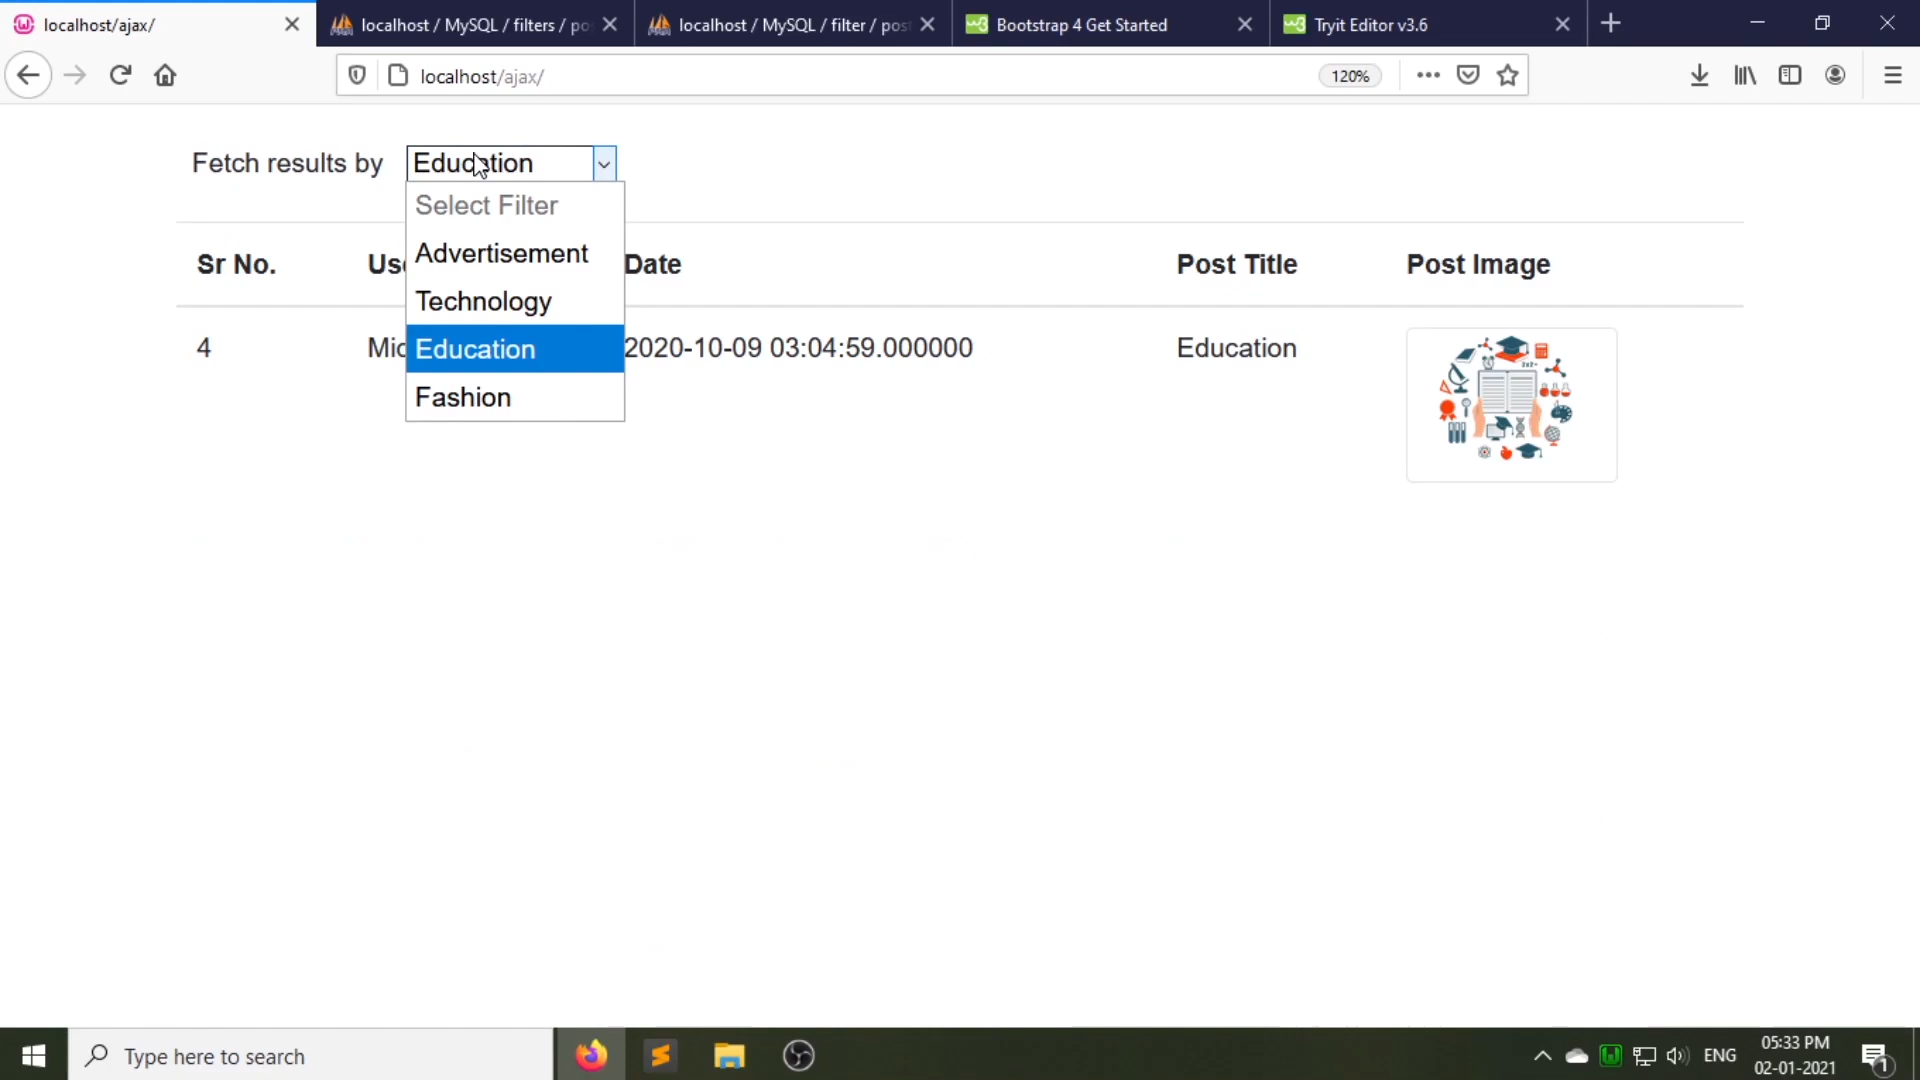 localhost/ajax/
localhost / MySQL / filters / po
localhost / MySQL / filter / post
Bootstrap 4 Get Started
Tryit Editor v3.6
localhost/ajax/
120%
Fetch results by
Education
Select Filter
Advertisement
Technology
Education
Fashion
Sr No. Use Date Post Title Post Image
4 Mic 2020-10-09 03:04:59.000000 Education
Type here to search
ENG
05:33 PM
02-01-2021
1